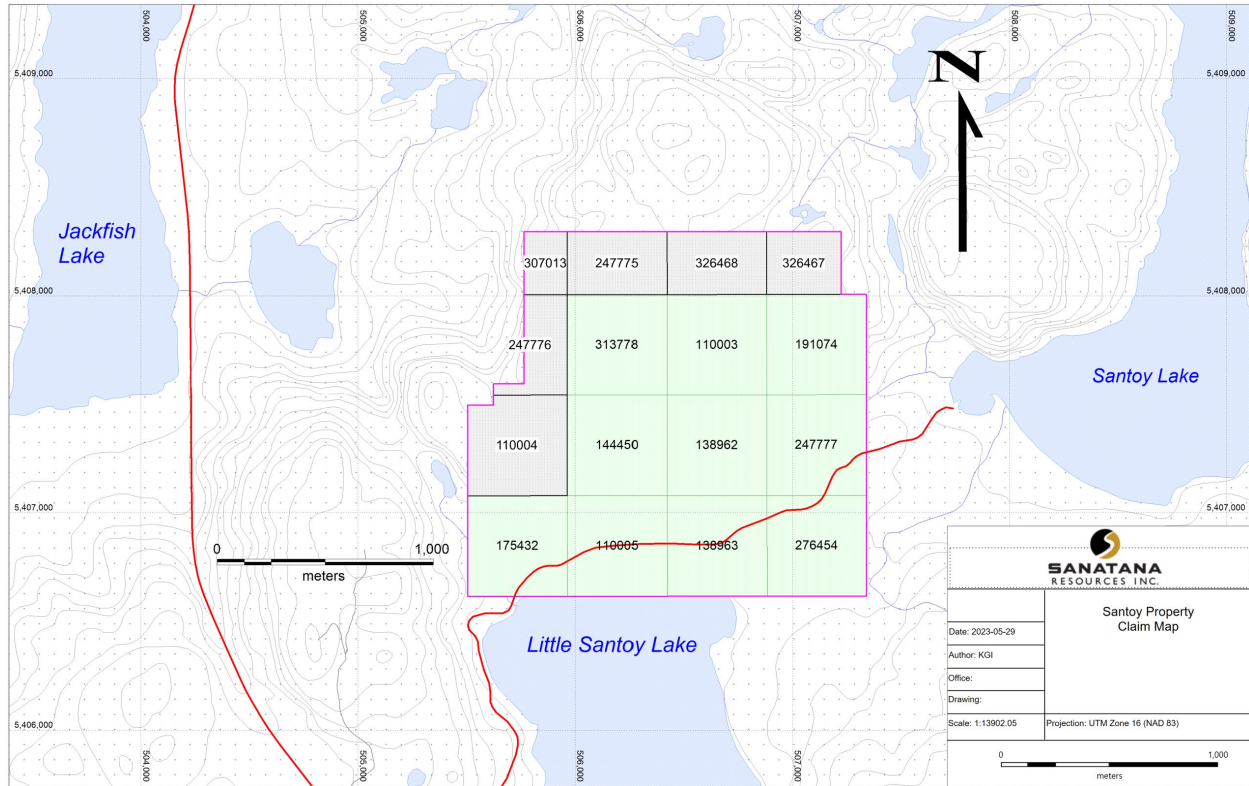 504,000
505,000
506,000
507,000
508,000
509,000
5,409,000
5,409,000
N
Jackfish
Lake
307013
247775
326468
326467
5,408,000
5,408,000
247776
313778
110003
191074
Santoy Lake
110004
144450
138962
247777
5,407,000
5,407,000
175432
110005
138963
276454
0
1,000
meters
Little Santoy Lake
5,406,000
504,000
505,000
506,000
507,000
SANATANA
RESOURCES INC.
Santoy Property
Claim Map
Date: 2023-05-29
Author: KGI
Office:
Drawing:
Scale: 1:13902.05
Projection: UTM Zone 16 (NAD 83)
0
1,000
meters